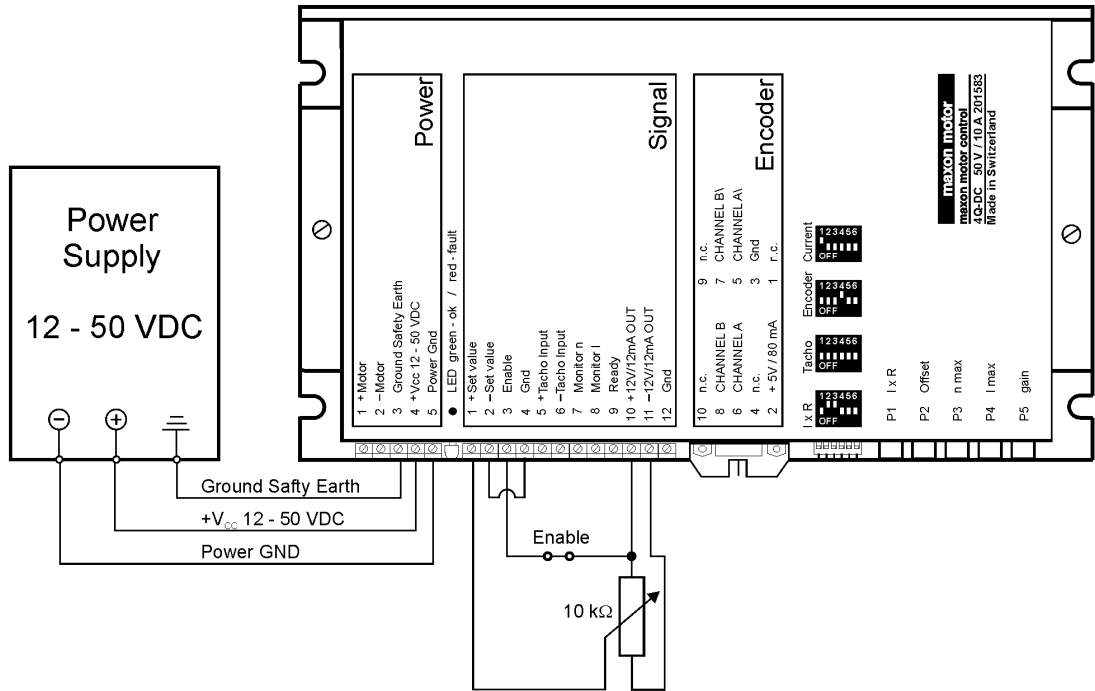 Power
Supply
12 - 50 VDC
−
+
Ground Safty Earth
+Vcc 12 - 50 VDC
Power GND
Power
1 +Motor
2 −Motor
3 Ground Safety Earth
4 +Vcc 12 - 50 VDC
5 Power Gnd
LED green - ok / red - fault
Signal
1 +Set value
2 −Set value
3 Enable
4 Gnd
5 +Tacho Input
6 −Tacho Input
7 Monitor n
8 Monitor I
9 Ready
10 +12V/12mA OUT
11 −12V/12mA OUT
12 Gnd
Encoder
10 n.c. 9 n.c.
8 CHANNEL B 7 CHANNEL B\
6 CHANNEL A 5 CHANNEL A\
4 n.c. 3 Gnd
2 + 5V / 80 mA 1 n.c.
Current
123456
OFF
Encoder
123456
OFF
Tacho
123456
OFF
I x R
123456
OFF
P1 I x R
P2 Offset
P3 n max
P4 I max
P5 gain
maxon motor
maxon motor control
4Q-DC 50 V / 10 A 201583
Made in Switzerland
Enable
10 kΩ